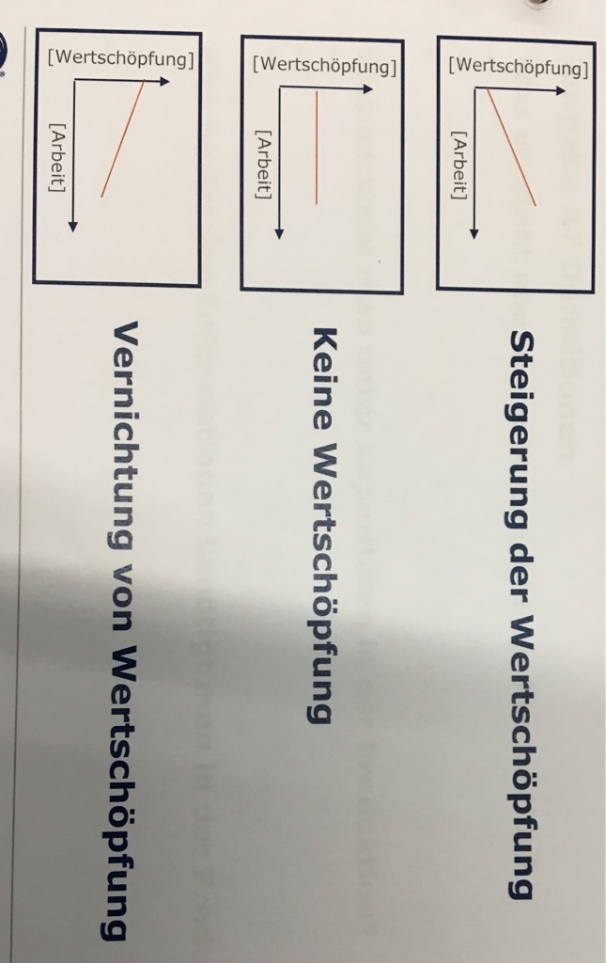 [Wertschöpfung]
[Arbeit]
Steigerung der Wertschöpfung
[Wertschöpfung]
[Arbeit]
Keine Wertschöpfung
[Wertschöpfung]
[Arbeit]
Vernichtung von Wertschöpfung